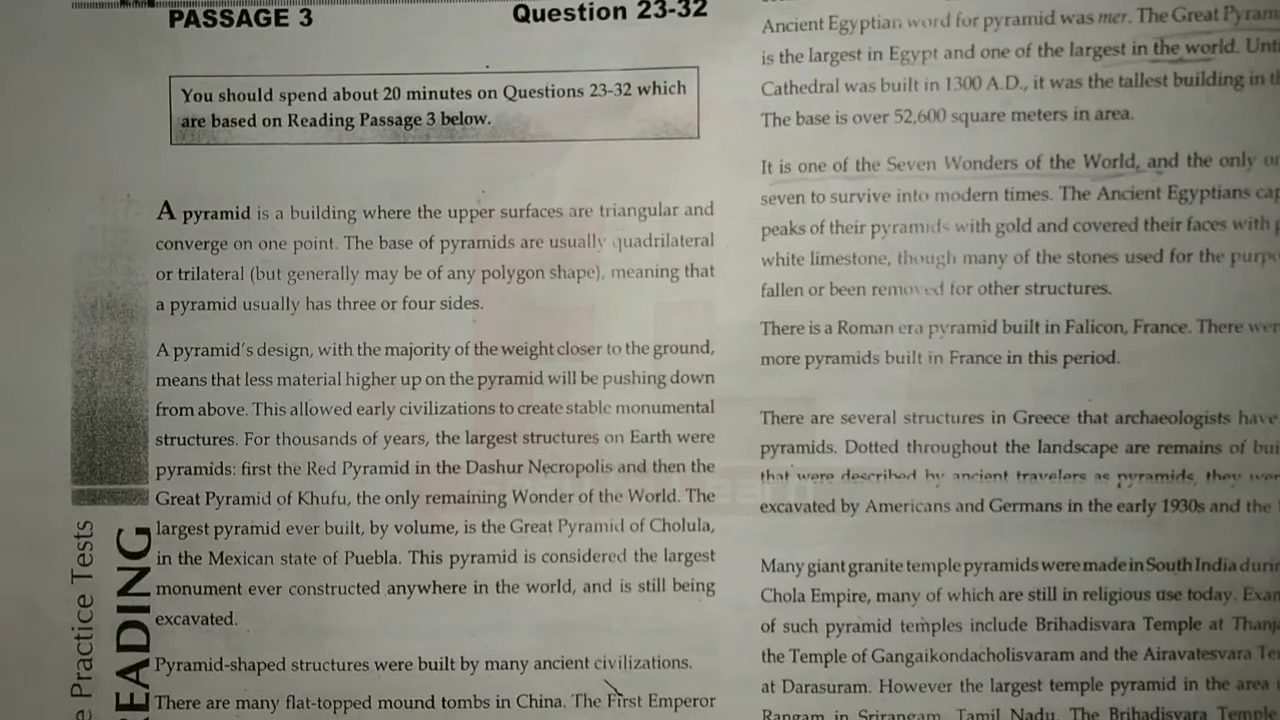 PASSAGE 3
Question 23-32
You should spend about 20 minutes on Questions 23-32 which
are based on Reading Passage 3 below.
A pyramid is a building where the upper surfaces are triangular and
converge on one point. The base of pyramids are usually quadrilateral
or trilateral (but generally may be of any polygon shape), meaning that
a pyramid usually has three or four sides.
A pyramid's design, with the majority of the weight closer to the ground,
means that less material higher up on the pyramid will be pushing down
from above. This allowed early civilizations to create stable monumental
structures. For thousands of years, the largest structures on Earth were
pyramids: first the Red Pyramid in the Dashur Necropolis and then the
Great Pyramid of Khufu, the only remaining Wonder of the World. The
largest pyramid ever built, by volume, is the Great Pyramid of Cholula,
in the Mexican state of Puebla. This pyramid is considered the largest
monument ever constructed anywhere in the world, and is still being
excavated.
Pyramid-shaped structures were built by many ancient civilizations.
There are many flat-topped mound tombs in China. The First Emperor
Practice Tests
Ancient Egyptian word for pyramid was mer. The Great
is the largest in Egypt and one of the largest in the world.
Cathedral was built in 1300 A.D., it was the tallest building in
The base is over 52,600 square meters in area.
It is one of the Seven Wonders of the World, and the only
seven to survive into modern times. The Ancient Egyptians
peaks of their pyramids with gold and covered their faces with
white limestone, though many of the stones used for the
fallen or been removed for other structures.
There is a Roman era pyramid built in Falicon, France. There
more pyramids built in France in this period.
There are several structures in Greece that archaeologists have
pyramids. Dotted throughout the landscape are remains of
that were described by ancient travelers as pyramids, they
excavated by Americans and Germans in the early 1930s and the
Many giant granite temple pyramids were made in South India
Chola Empire, many of which are still in religious use today.
of such pyramid temples include Brihadisvara Temple at
the Temple of Gangaikondacholisvaram and the Airavatesvara
at Darasuram. However the largest temple pyramid in the area
Rangam in Srirangam, Tamil Nadu. The Brihadisvara Temple